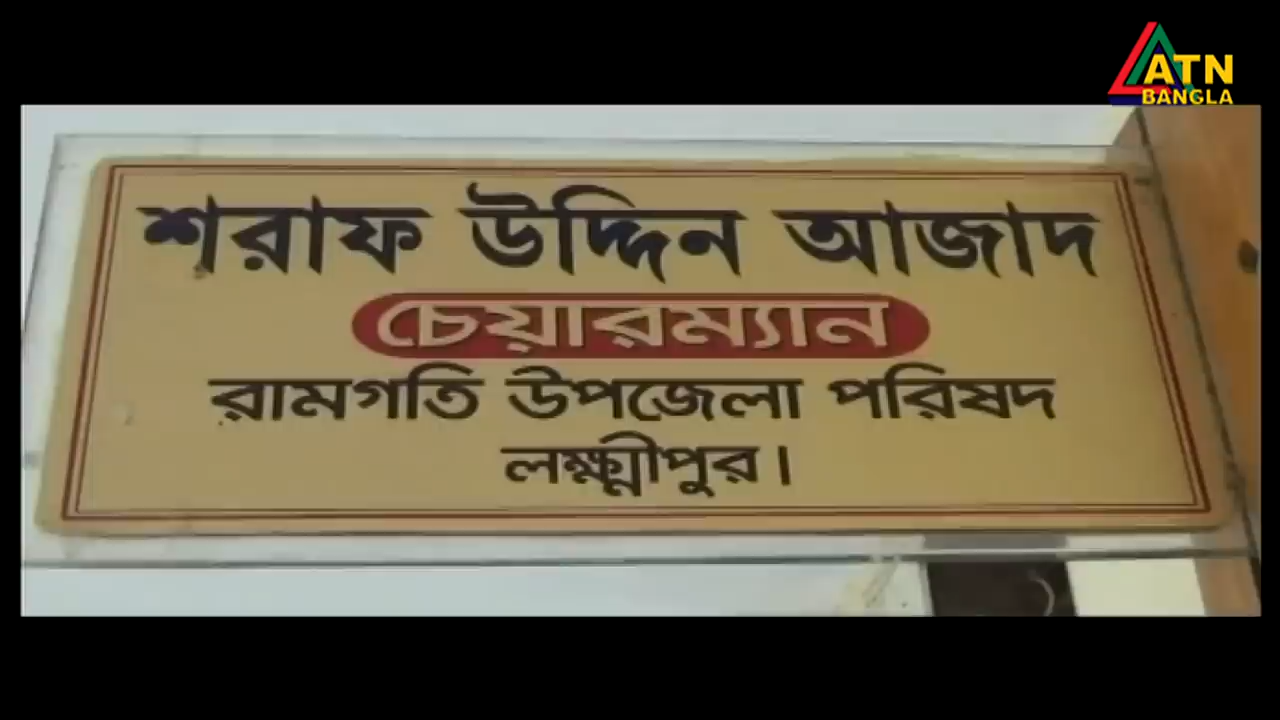 ATN
BANGLA
শরাফ উদ্দিন আজাদ
চেয়ারম্যান
রামগতি উপজেলা পরিষদ
লক্ষ্মীপুর।